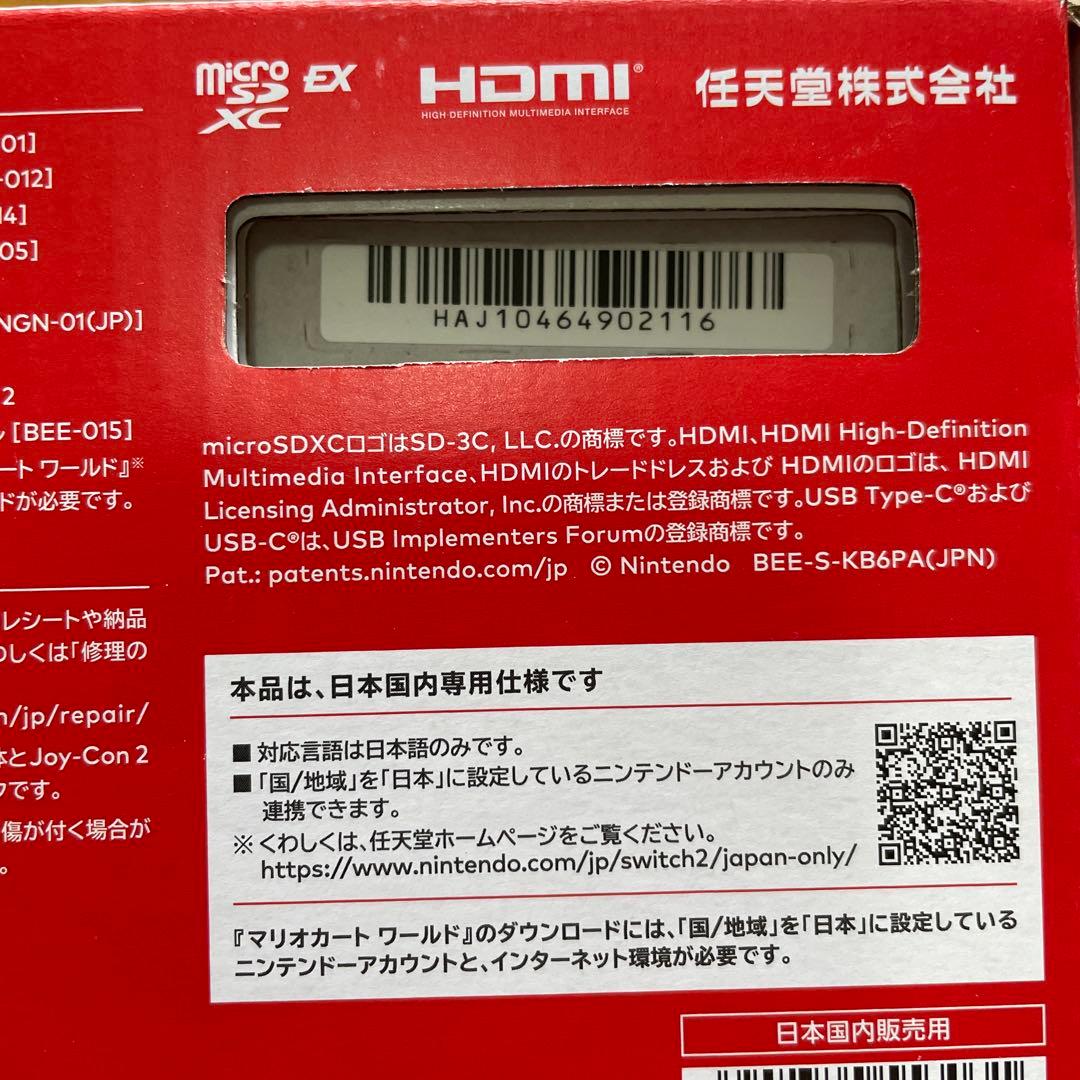 micro SD XC EX
HDMI®
HIGH-DEFINITION MULTIMEDIA INTERFACE
任天堂株式会社
01]
-012]
14]
05]
NGN-01(JP)]
2
[BEE-015]
ート ワールド』※
ドが必要です。
レシートや納品
しくは「修理の
/jp/repair/
とJoy-Con 2
です。
傷が付く場合が
。
HAJ10464902116
microSDXCロゴはSD-3C, LLC.の商標です。HDMI、HDMI High-Definition
Multimedia Interface、HDMIのトレードドレスおよび HDMIのロゴは、HDMI
Licensing Administrator, Inc.の商標または登録商標です。USB Type-C®および
USB-C®は、USB Implementers Forumの登録商標です。
Pat.: patents.nintendo.com/jp © Nintendo BEE-S-KB6PA(JPN)
本品は、日本国内専用仕様です
■ 対応言語は日本語のみです。
■「国/地域」を「日本」に設定しているニンテンドーアカウントのみ
連携できます。
※ くわしくは、任天堂ホームページをご覧ください。
https://www.nintendo.com/jp/switch2/japan-only/
『マリオカート ワールド』のダウンロードには、「国/地域」を「日本」に設定している
ニンテンドーアカウントと、インターネット環境が必要です。
日本国内販売用